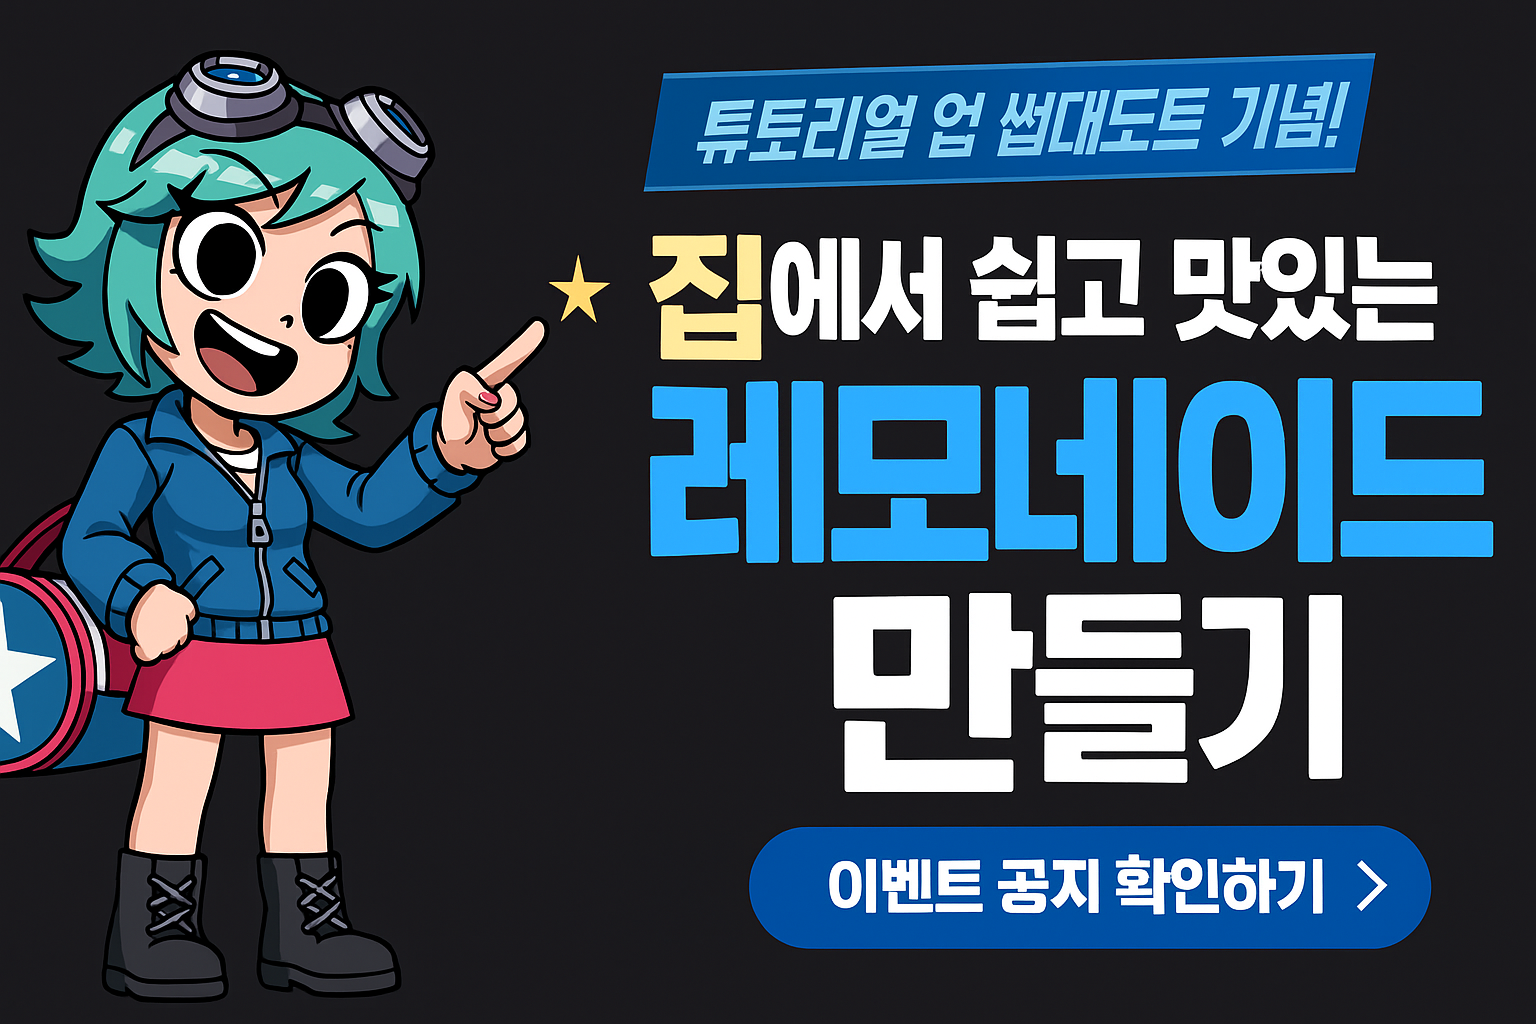 튜토리얼 업 썹대도트 기념!
집에서 쉽고 맛있는
레모네이드
만들기
이벤트 공지 확인하기